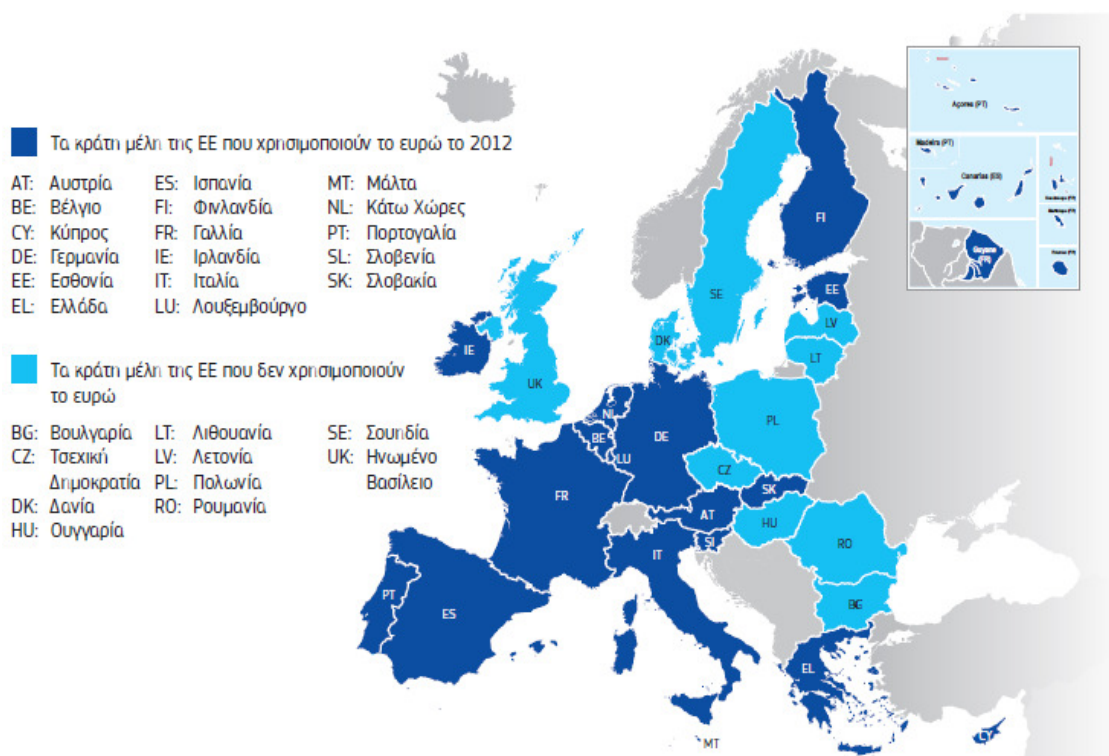 Τα κράτη μέλη της ΕΕ που χρησιμοποιούν το ευρώ το 2012
AT: Αυστρία
BE: Βέλγιο
CY: Κύπρος
DE: Γερμανία
EE: Εσθονία
EL: Ελλάδα
ES: Ισπανία
FI: Φινλανδία
FR: Γαλλία
IE: Ιρλανδία
IT: Ιταλία
LU: Λουξεμβούργο
MT: Μάλτα
NL: Κάτω Χώρες
PT: Πορτογαλία
SL: Σλοβενία
SK: Σλοβακία
Τα κράτη μέλη της ΕΕ που δεν χρησιμοποιούν
το ευρώ
BG: Βουλγαρία
CZ: Τσεχική
Δημοκρατία
DK: Δανία
HU: Ουγγαρία
LT: Λιθουανία
LV: Λετονία
PL: Πολωνία
RO: Ρουμανία
SE: Σουηδία
UK: Ηνωμένο
Βασίλειο
Açores (PT)
Madeira (PT)
Canarias (ES)
Guyane
(FR)
FI
SE
EE
LV
LT
DK
IE
UK
NL
BE
LU
DE
PL
CZ
SK
FR
AT
HU
SI
RO
IT
BG
PT
ES
EL
MT
CY